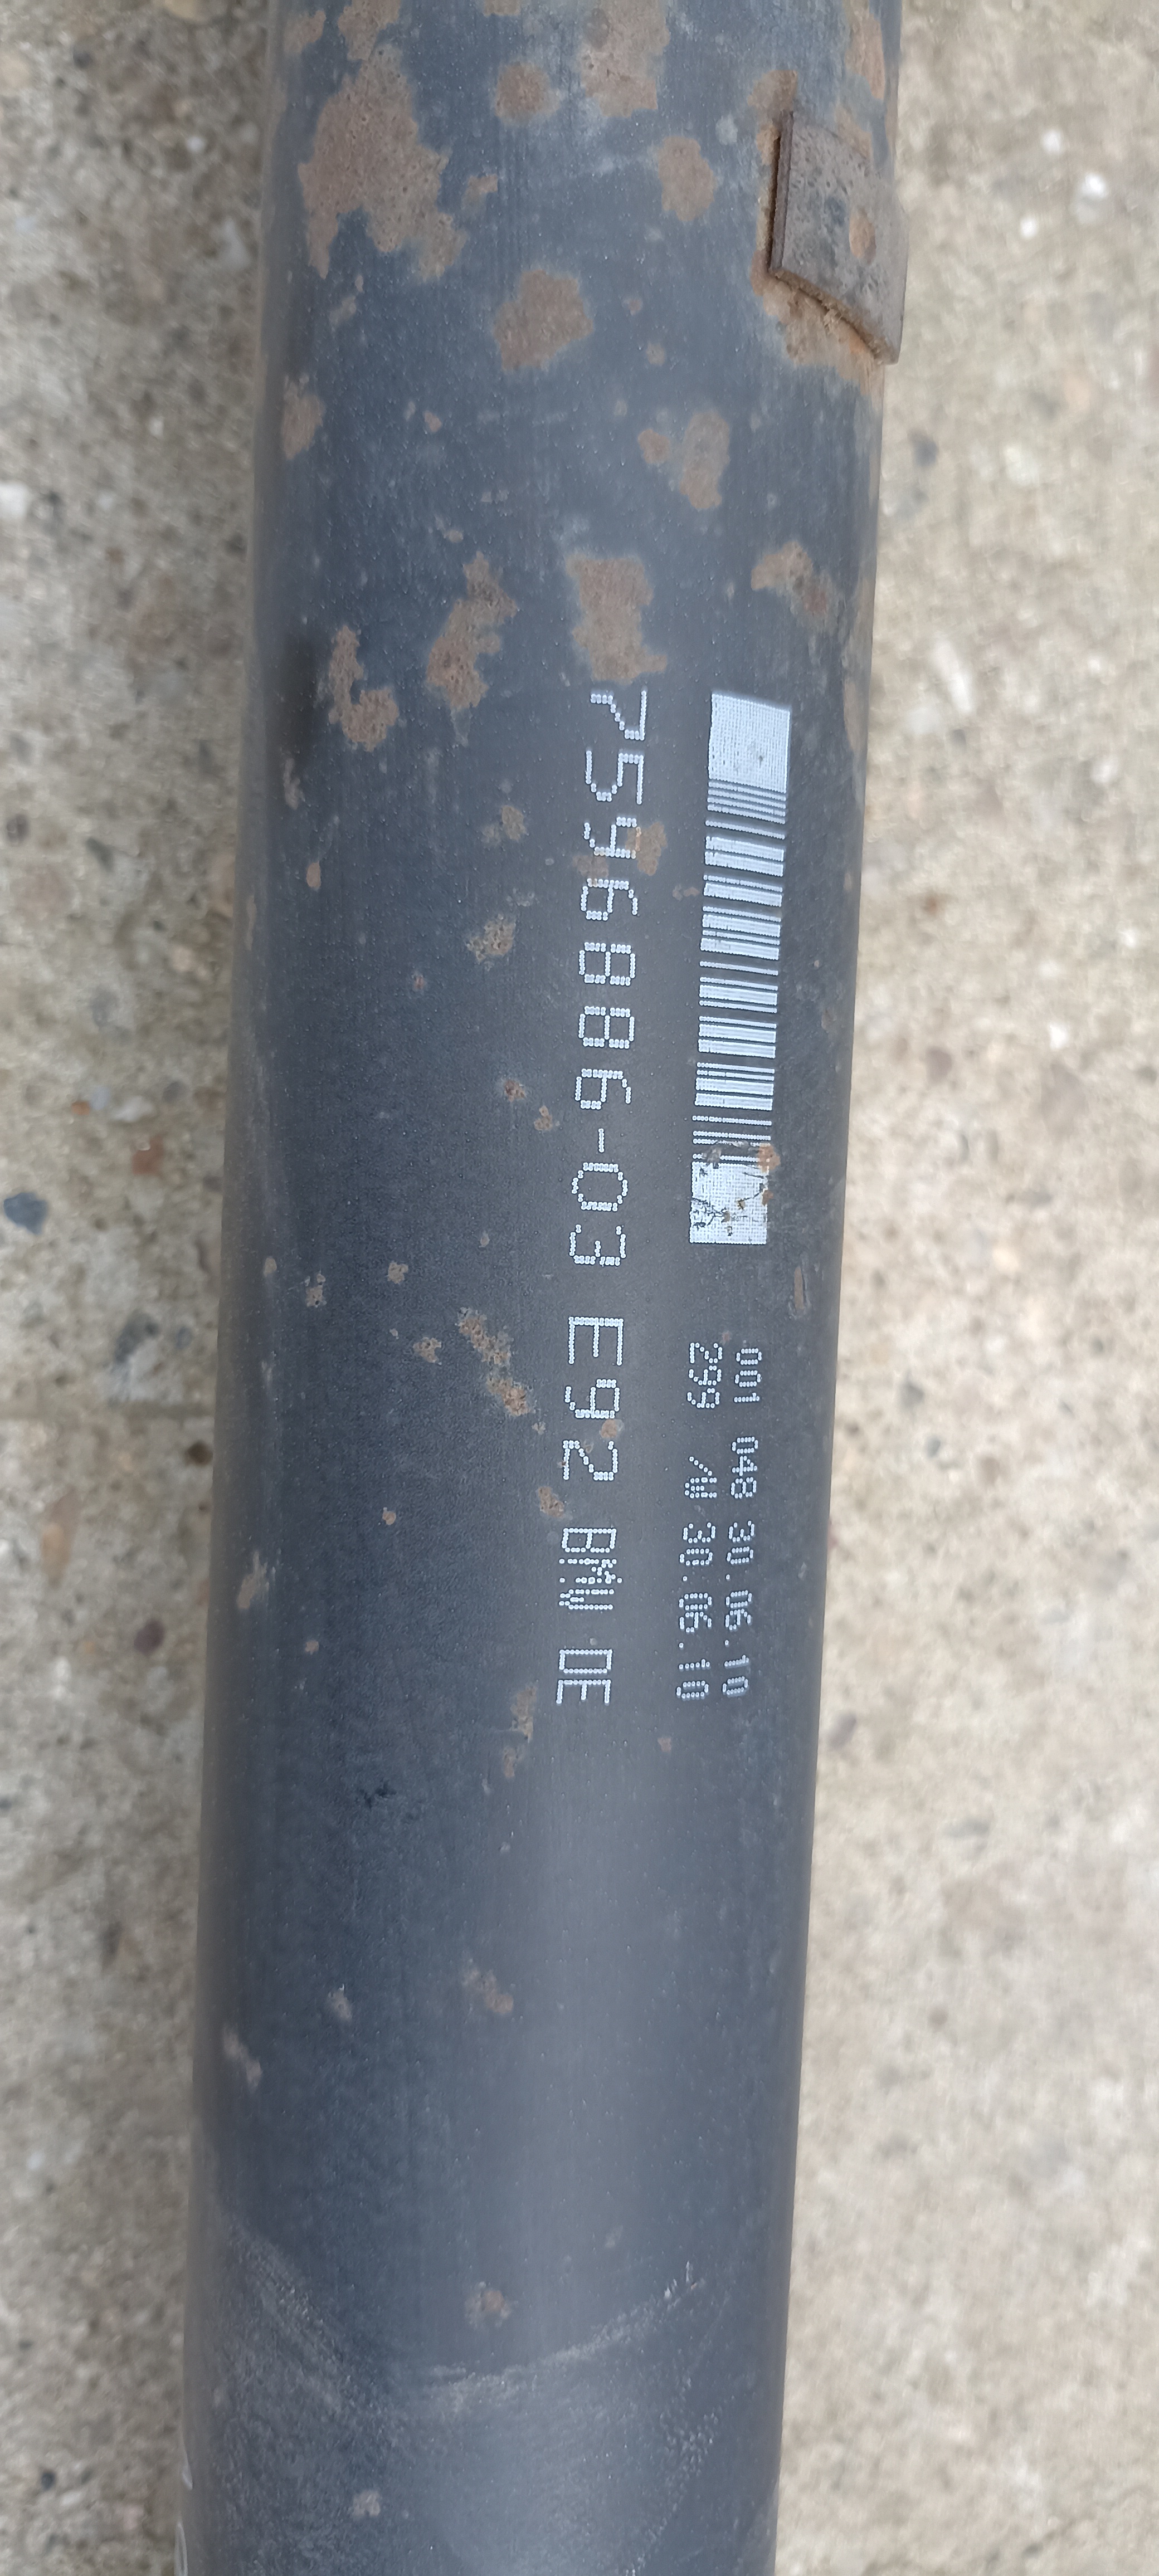 001 048 30.06.10
299 /W 30.06.10
7596886-03 E92 BMW DE